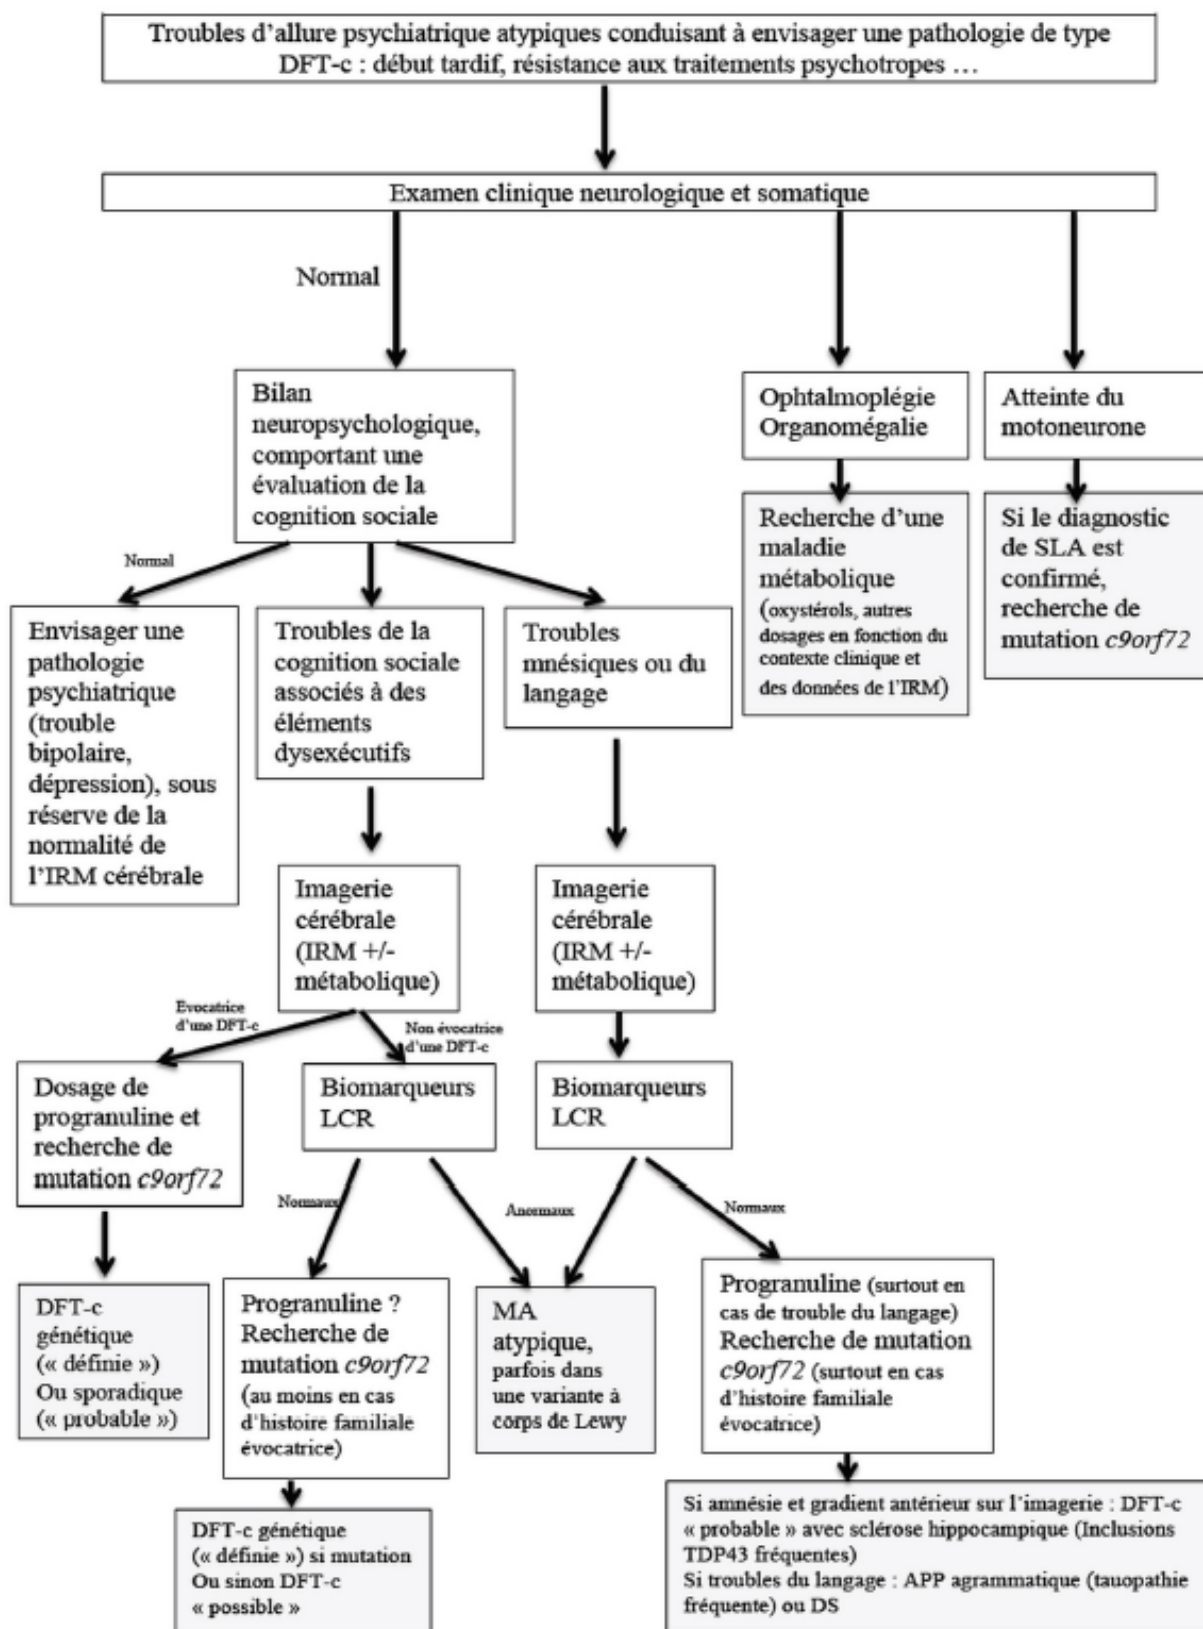 Troubles d'allure psychiatrique atypiques conduisant à envisager une pathologie de type
DFT-c : début tardif, résistance aux traitements psychotropes …
Examen clinique neurologique et somatique
Normal
Bilan
neuropsychologique,
comportant une
évaluation de la
cognition sociale
Ophtalmoplégie
Organomégalie
Atteinte du
motoneurone
Recherche d'une
maladie
métabolique
(oxystérols, autres
dosages en fonction du
contexte clinique et
des données de l'IRM)
Si le diagnostic
de SLA est
confirmé,
recherche de
mutation c9orf72
Normal
Envisager une
pathologie
psychiatrique
(trouble
bipolaire,
dépression), sous
réserve de la
normalité de
l'IRM cérébrale
Troubles de la
cognition sociale
associés à des
éléments
dysexécutifs
Troubles
mnésiques ou du
langage
Imagerie
cérébrale
(IRM +/-
métabolique)
Imagerie
cérébrale
(IRM +/-
métabolique)
Evocatrice
d'une DFT-c
Non évocatrice
d'une DFT-c
Dosage de
progranuline et
recherche de
mutation c9orf72
Biomarqueurs
LCR
Biomarqueurs
LCR
Normaux
Anormaux
Normaux
DFT-c
génétique
(« définie »)
Ou sporadique
(« probable »)
Progranuline ?
Recherche de
mutation c9orf72
(au moins en cas
d'histoire familiale
évocatrice)
MA
atypique,
parfois dans
une variante à
corps de Lewy
Progranuline (surtout en
cas de trouble du langage)
Recherche de mutation
c9orf72 (surtout en cas
d'histoire familiale
évocatrice)
DFT-c génétique
(« définie ») si mutation
Ou sinon DFT-c
« possible »
Si amnésie et gradient antérieur sur l'imagerie : DFT-c
« probable » avec sclérose hippocampique (Inclusions
TDP43 fréquentes)
Si troubles du langage : APP agrammatique (tauopathie
fréquente) ou DS